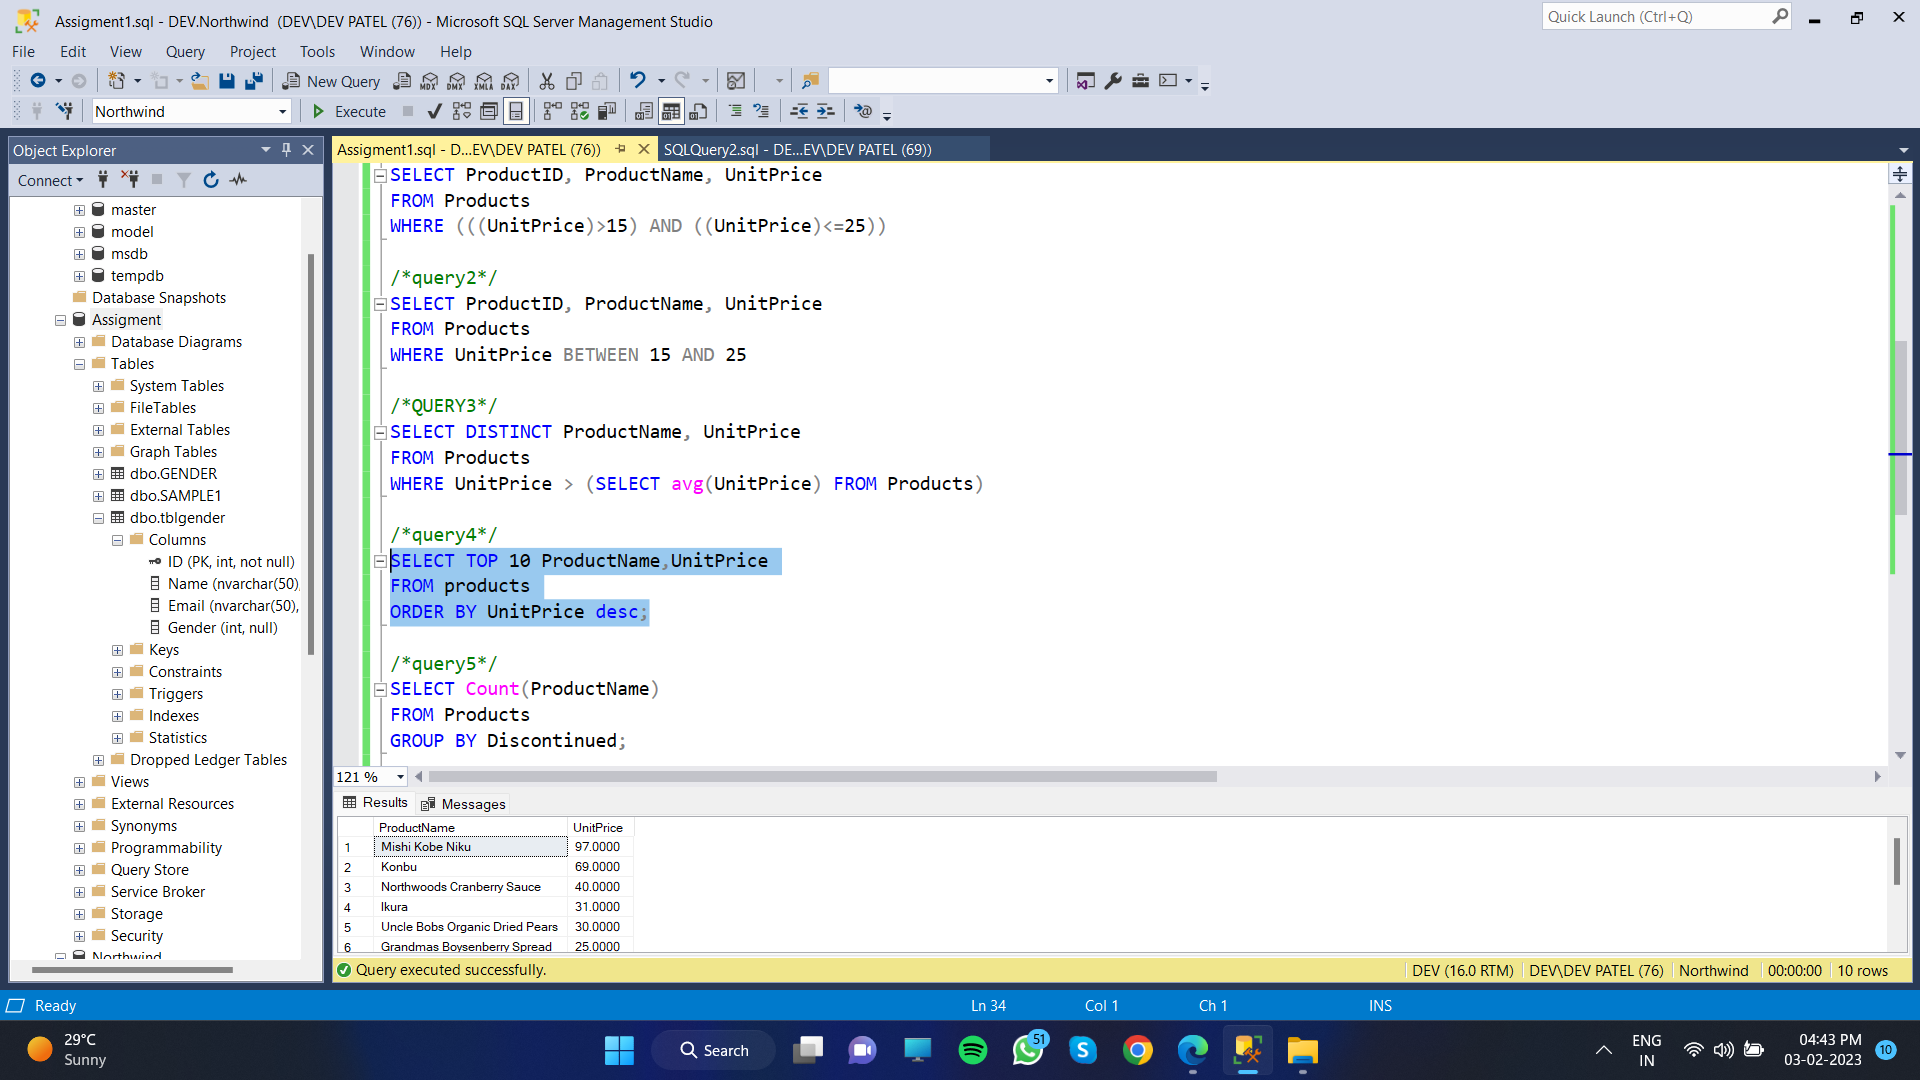 Assigment1.sql - DEV.Northwind (DEV\DEV PATEL (76)) - Microsoft SQL Server Management Studio
Quick Launch (Ctrl+Q)
File Edit View Query Project Tools Window Help
New Query
MDX DMX XMLA DAX
Northwind
Execute
Object Explorer
Connect
master
model
msdb
tempdb
Database Snapshots
Assigment
Database Diagrams
Tables
System Tables
FileTables
External Tables
Graph Tables
dbo.GENDER
dbo.SAMPLE1
dbo.tblgender
Columns
ID (PK, int, not null)
Name (nvarchar(50),
Email (nvarchar(50),
Gender (int, null)
Keys
Constraints
Triggers
Indexes
Statistics
Dropped Ledger Tables
Views
External Resources
Synonyms
Programmability
Query Store
Service Broker
Storage
Security
Northwind
Assigment1.sql - D...EV\DEV PATEL (76))
SQLQuery2.sql - DE...EV\DEV PATEL (69))
SELECT ProductID, ProductName, UnitPrice
FROM Products
WHERE (((UnitPrice)>15) AND ((UnitPrice)<=25))
/*query2*/
SELECT ProductID, ProductName, UnitPrice
FROM Products
WHERE UnitPrice BETWEEN 15 AND 25
/*QUERY3*/
SELECT DISTINCT ProductName, UnitPrice
FROM Products
WHERE UnitPrice > (SELECT avg(UnitPrice) FROM Products)
/*query4*/
SELECT TOP 10 ProductName,UnitPrice
FROM products
ORDER BY UnitPrice desc;
/*query5*/
SELECT Count(ProductName)
FROM Products
GROUP BY Discontinued;
121 %
Results Messages
ProductName UnitPrice
1 Mishi Kobe Niku 97.0000
2 Konbu 69.0000
3 Northwoods Cranberry Sauce 40.0000
4 Ikura 31.0000
5 Uncle Bobs Organic Dried Pears 30.0000
6 Grandmas Boysenberry Spread 25.0000
Query executed successfully.
DEV (16.0 RTM) DEV\DEV PATEL (76) Northwind 00:00:00 10 rows
Ready
Ln 34 Col 1 Ch 1 INS
29°C
Sunny
Search
51
ENG
IN
04:43 PM
03-02-2023
10